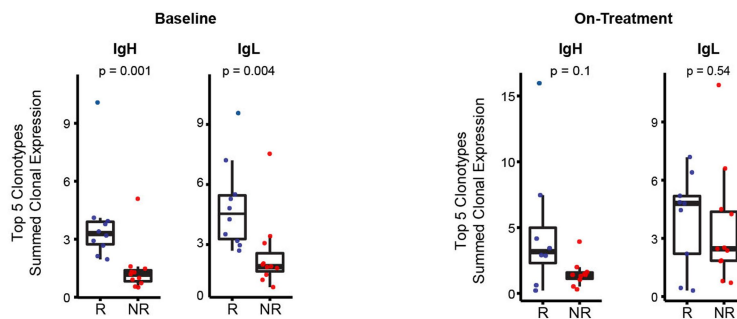 Baseline
On-Treatment
IgH
IgL
IgH
IgL
p = 0.001
p = 0.004
p = 0.1
p = 0.54
Top 5 Clonotypes
Summed Clonal Expression
9
6
3
0
R NR
9
6
3
0
R NR
Top 5 Clonotypes
Summed Clonal Expression
15
10
5
0
R NR
9
6
3
0
R NR